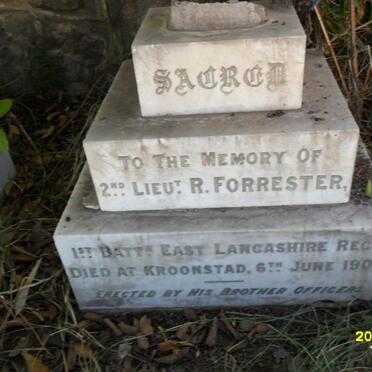 SACRED
TO THE MEMORY OF
2ND LIEUT R. FORRESTER,
1ST BATTN EAST LANCASHIRE REG
DIED AT KROONSTAD, 6TH JUNE 190
ERECTED BY HIS BROTHER OFFICERS
20